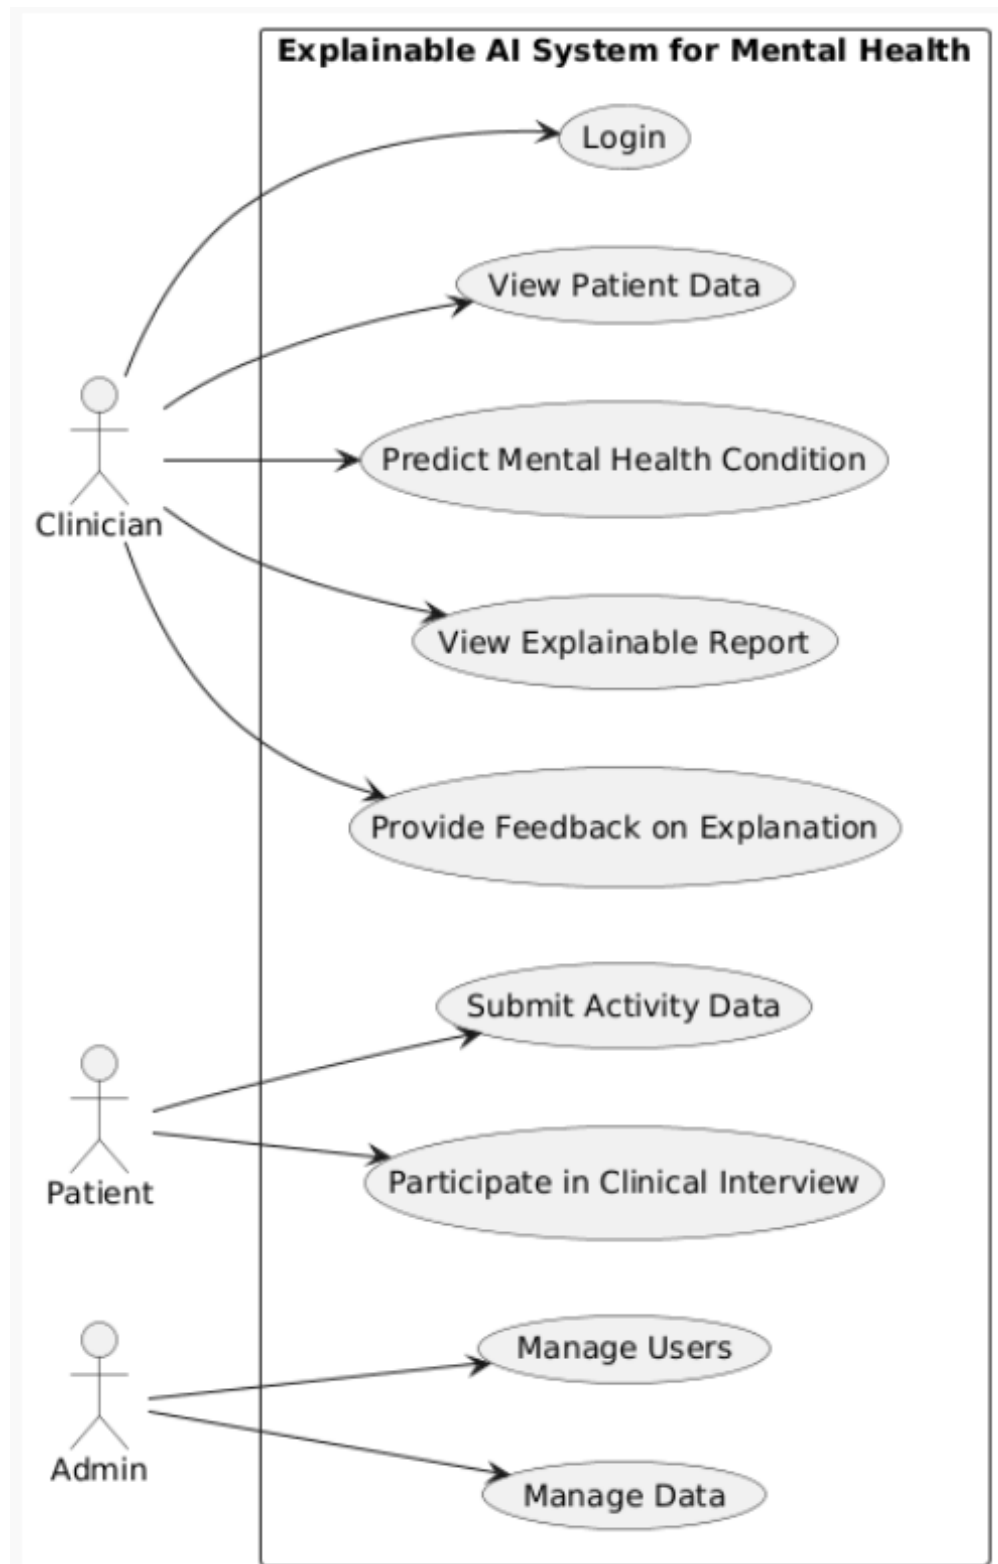 Explainable AI System for Mental Health
Login
View Patient Data
Predict Mental Health Condition
Clinician
View Explainable Report
Provide Feedback on Explanation
Submit Activity Data
Participate in Clinical Interview
Patient
Manage Users
Admin
Manage Data